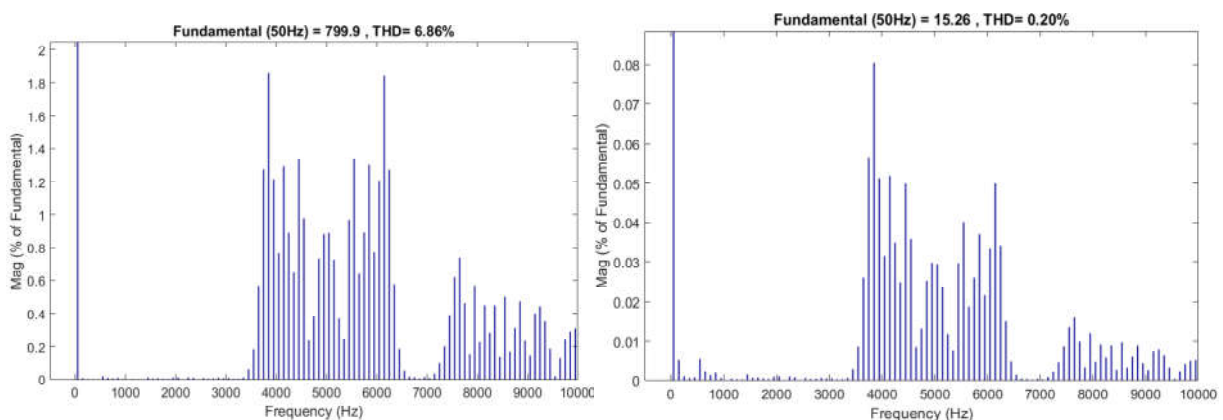 Fundamental (50Hz) = 799.9 , THD= 6.86%
2
1.8
1.6
1.4
1.2
1
0.8
0.6
0.4
0.2
0
Mag (% of Fundamental)
0 1000 2000 3000 4000 5000 6000 7000 8000 9000 10000
Frequency (Hz)
Fundamental (50Hz) = 15.26 , THD= 0.20%
0.08
0.07
0.06
0.05
0.04
0.03
0.02
0.01
0
Mag (% of Fundamental)
0 1000 2000 3000 4000 5000 6000 7000 8000 9000 10000
Frequency (Hz)